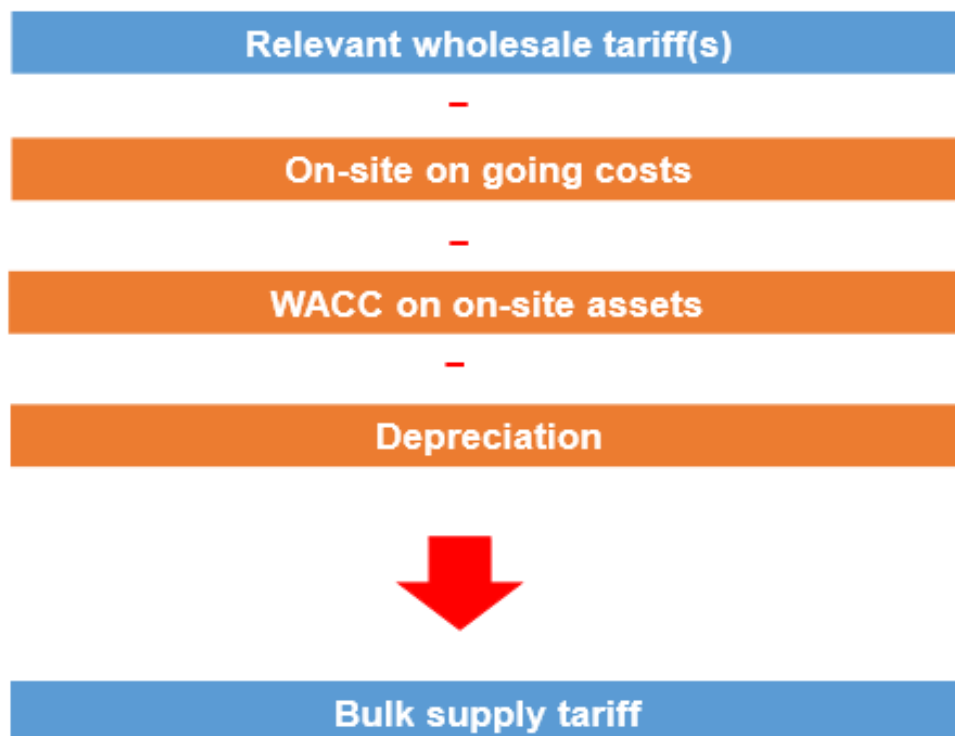 Relevant wholesale tariff(s)
–
On-site on going costs
–
WACC on on-site assets
–
Depreciation
Bulk supply tariff